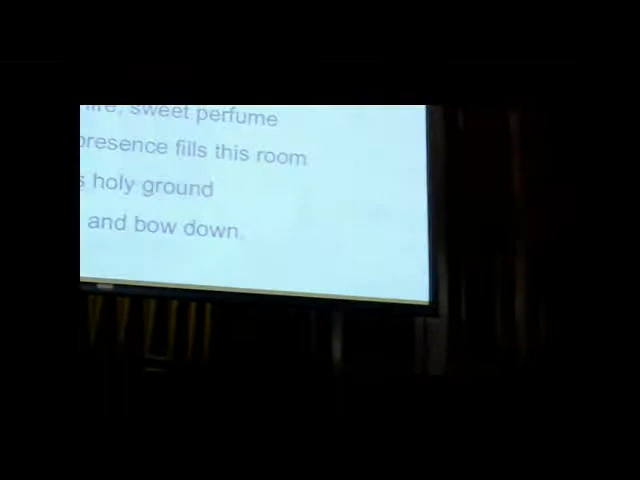 sweet perfume
presence fills this room
holy ground
and bow down.